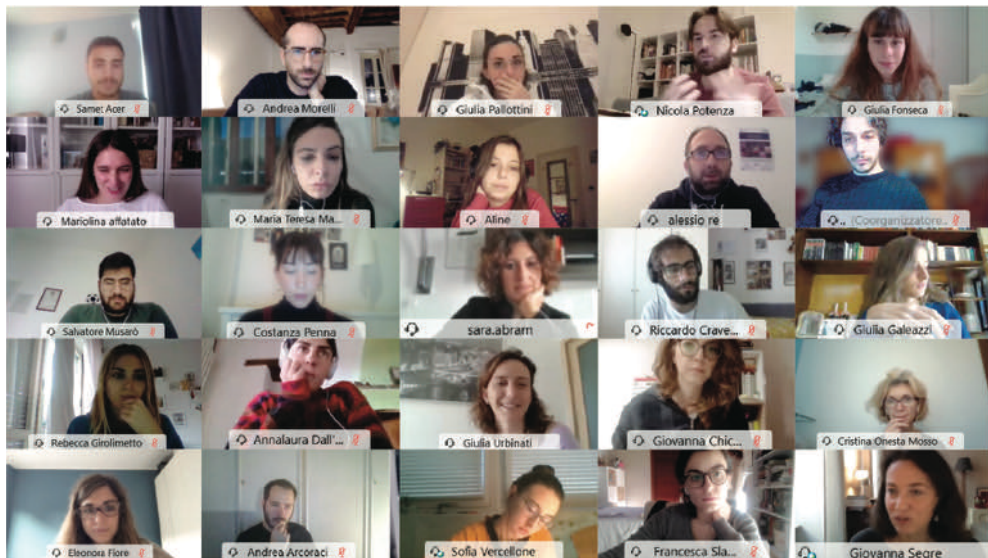 Samet Acer
Andrea Morelli
Giulia Pallottini
Nicola Potenza
Giulia Fonseca
Mariolina affatato
Maria Teresa Ma...
Aline
alessio re
.. (Coorganizzatore..
Salvatore Musarò
Costanza Penna
sara.abram
Riccardo Crave...
Giulia Galeazzi
Rebecca Girolimetto
Annalaura Dall'...
Giulia Urbinati
Giovanna Chic...
Cristina Onesta Mosso
Eleonora Fiore
Andrea Arcoraci
Sofia Vercellone
Francesca Sla...
Giovanna Segre